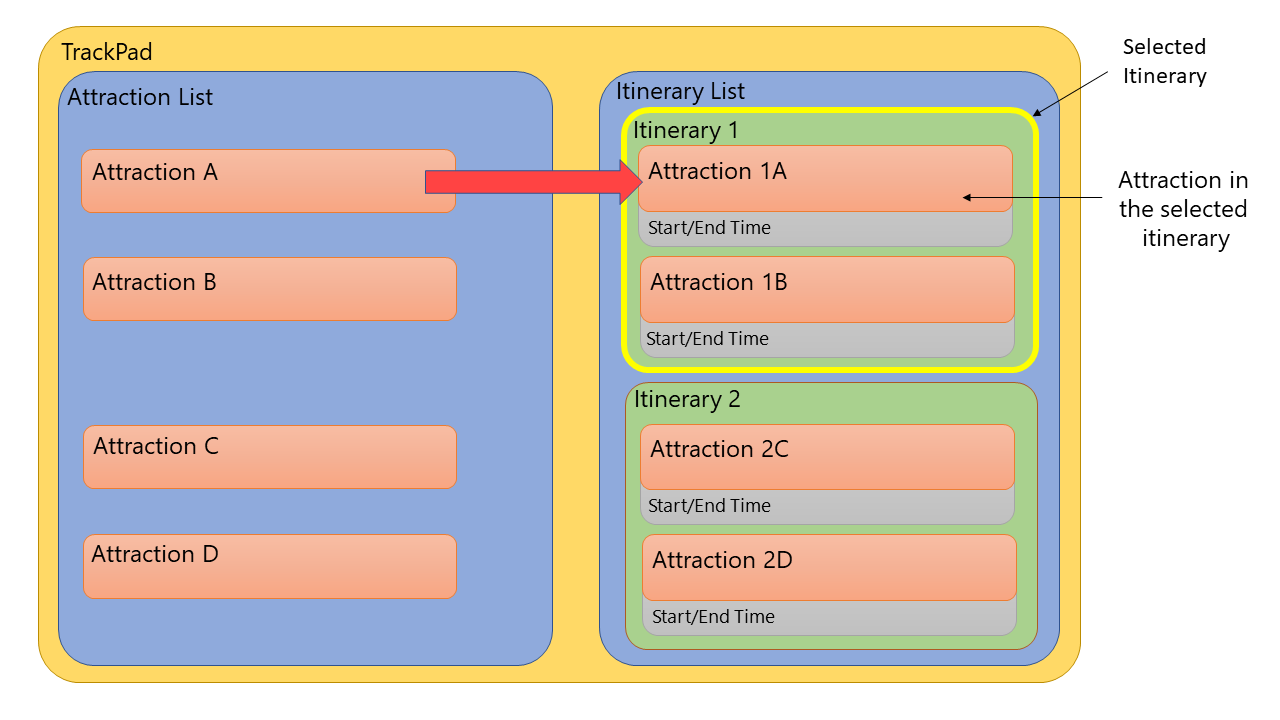 TrackPad
Attraction List
Attraction A
Attraction B
Attraction C
Attraction D
Itinerary List
Itinerary 1
Attraction 1A
Start/End Time
Attraction 1B
Start/End Time
Itinerary 2
Attraction 2C
Start/End Time
Attraction 2D
Start/End Time
Selected
Itinerary
Attraction in
the selected
itinerary